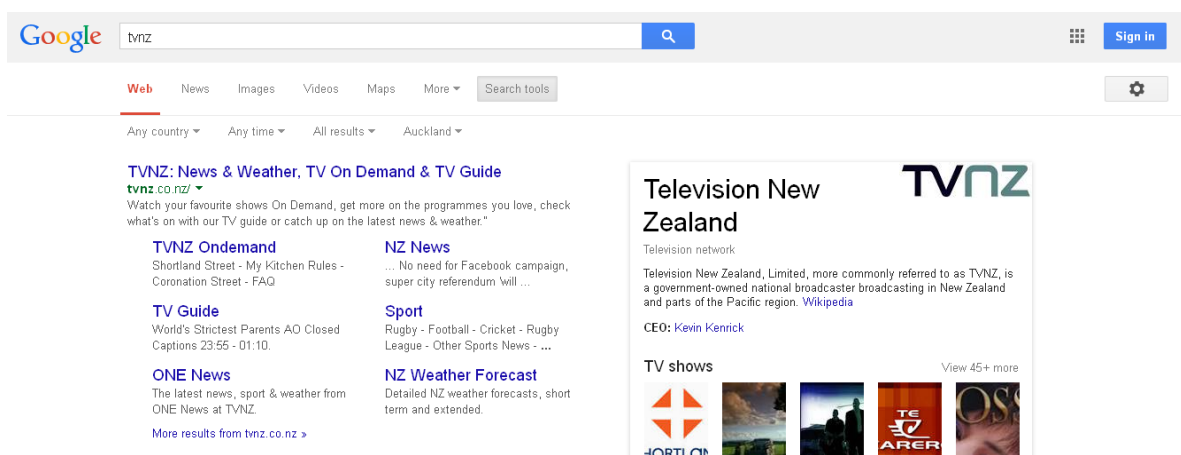 Google
tvnz
Sign in
Web News Images Videos Maps More Search tools
Any country Any time All results Auckland
TVNZ: News & Weather, TV On Demand & TV Guide
tvnz.co.nz/
Watch your favourite shows On Demand, get more on the programmes you love, check
what's on with our TV guide or catch up on the latest news & weather."
TVNZ Ondemand
Shortland Street - My Kitchen Rules -
Coronation Street - FAQ
NZ News
... No need for Facebook campaign,
super city referendum 'will ...
TV Guide
World's Strictest Parents AO Closed
Captions 23:55 - 01:10.
Sport
Rugby - Football - Cricket - Rugby
League - Other Sports News - ...
ONE News
The latest news, sport & weather from
ONE News at TVNZ.
NZ Weather Forecast
Detailed NZ weather forecasts, short
term and extended.
More results from tvnz.co.nz »
TVNZ
Television New
Zealand
Television network
Television New Zealand, Limited, more commonly referred to as TVNZ, is
a government-owned national broadcaster broadcasting in New Zealand
and parts of the Pacific region. Wikipedia
CEO: Kevin Kenrick
TV shows
View 45+ more
TE